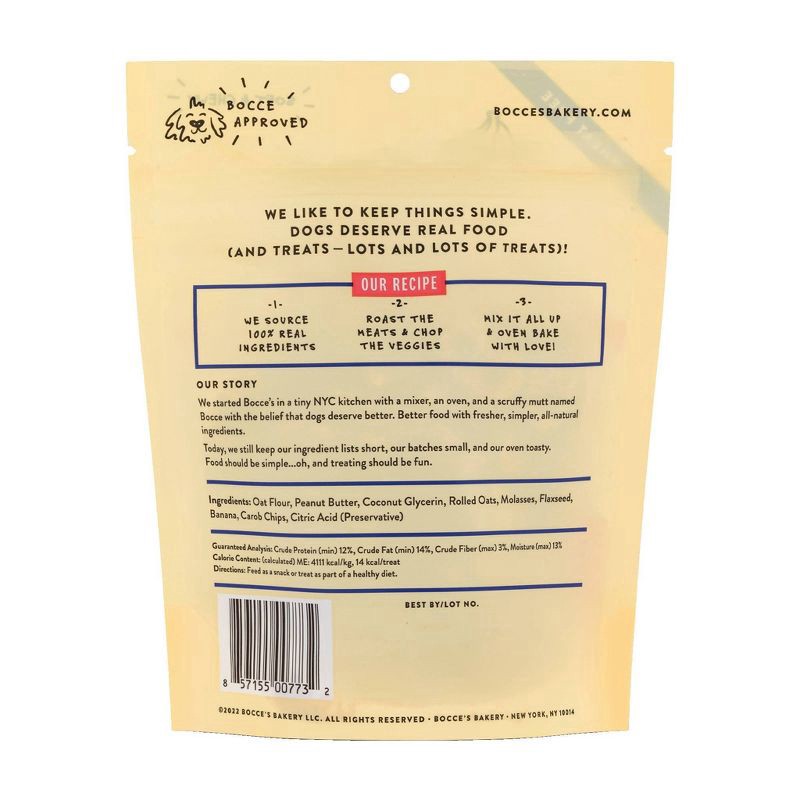 BOCCE
APPROVED
BOCCESBAKERY.COM
WE LIKE TO KEEP THINGS SIMPLE.
DOGS DESERVE REAL FOOD
(AND TREATS – LOTS AND LOTS OF TREATS)!
OUR RECIPE
-1-
WE SOURCE
100% REAL
INGREDIENTS
-2-
ROAST THE
MEATS & CHOP
THE VEGGIES
-3-
MIX IT ALL UP
& OVEN BAKE
WITH LOVE!
OUR STORY
We started Bocce's in a tiny NYC kitchen with a mixer, an oven, and a scruffy mutt named
Bocce with the belief that dogs deserve better. Better food with fresher, simpler, all-natural
ingredients.
Today, we still keep our ingredient lists short, our batches small, and our oven toasty.
Food should be simple...oh, and treating should be fun.
Ingredients: Oat Flour, Peanut Butter, Coconut Glycerin, Rolled Oats, Molasses, Flaxseed,
Banana, Carob Chips, Citric Acid (Preservative)
Guaranteed Analysis: Crude Protein (min) 12%, Crude Fat (min) 14%, Crude Fiber (max) 3%, Moisture (max) 13%
Calorie Content: (calculated) ME: 4111 kcal/kg, 14 kcal/treat
Directions: Feed as a snack or treat as part of a healthy diet.
BEST BY/LOT NO.
8 57155 00773 2
©2022 BOCCE'S BAKERY LLC. ALL RIGHTS RESERVED • BOCCE'S BAKERY • NEW YORK, NY 10014